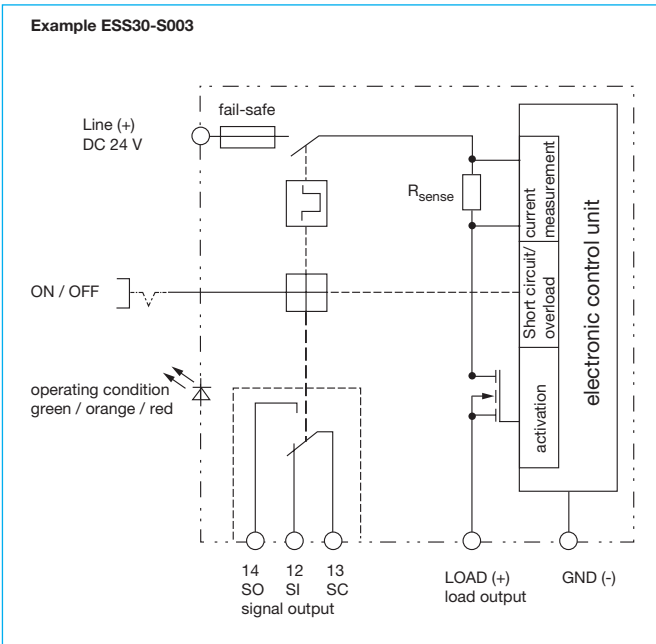 Example ESS30-S003
fail-safe
Line (+)
DC 24 V
Rsense
current
measurement
Short circuit/
overload
activation
electronic control unit
ON / OFF
operating condition
green / orange / red
14 12 13
SO SI SC
signal output
LOAD (+)
load output
GND (-)